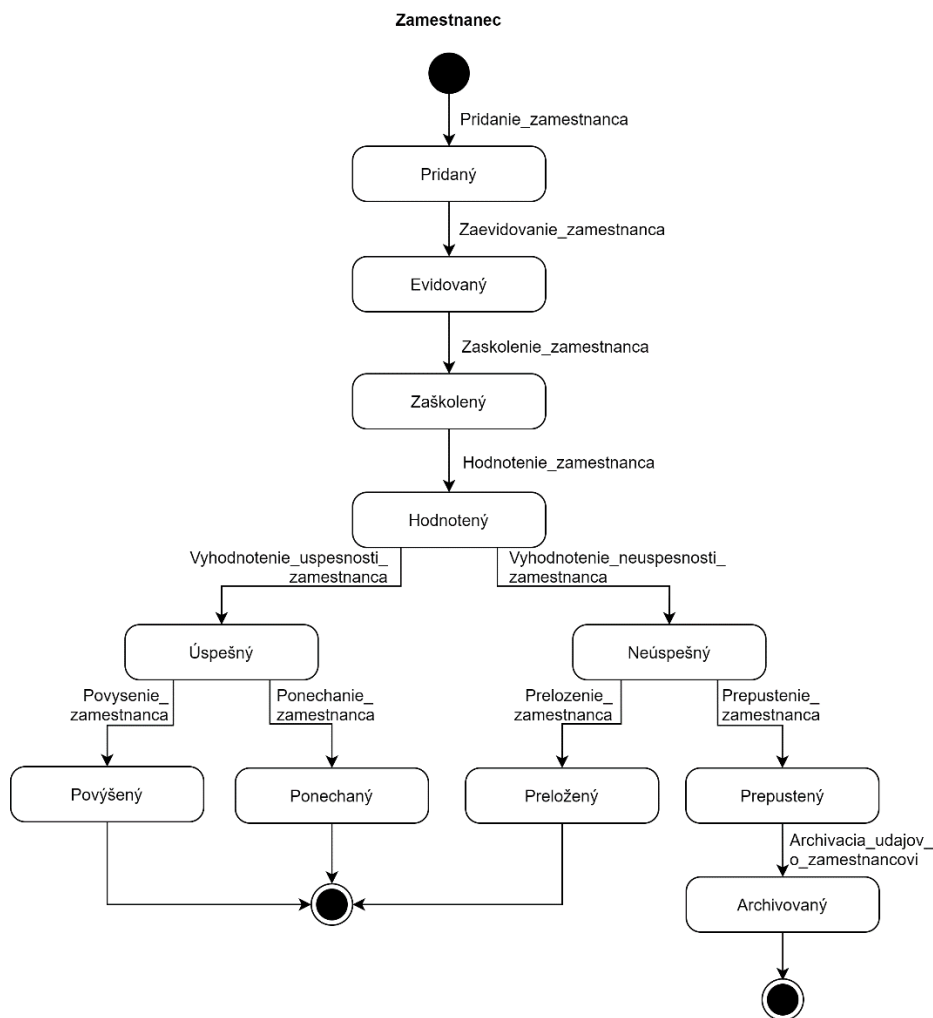 Zamestnanec
Pridanie_zamestnanca
Pridaný
Zaevidovanie_zamestnanca
Evidovaný
Zaskolenie_zamestnanca
Zaškolený
Hodnotenie_zamestnanca
Hodnotený
Vyhodnotenie_uspesnosti_
zamestnanca
Vyhodnotenie_neuspesnosti_
zamestnanca
Úspešný
Neúspešný
Povysenie_
zamestnanca
Ponechanie_
zamestnanca
Prelozenie_
zamestnanca
Prepustenie_
zamestnanca
Povýšený
Ponechaný
Preložený
Prepustený
Archivacia_udajov_
o_zamestnancovi
Archivovaný